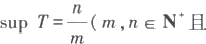 sup T = n/m ( m , n ∈ N* 且